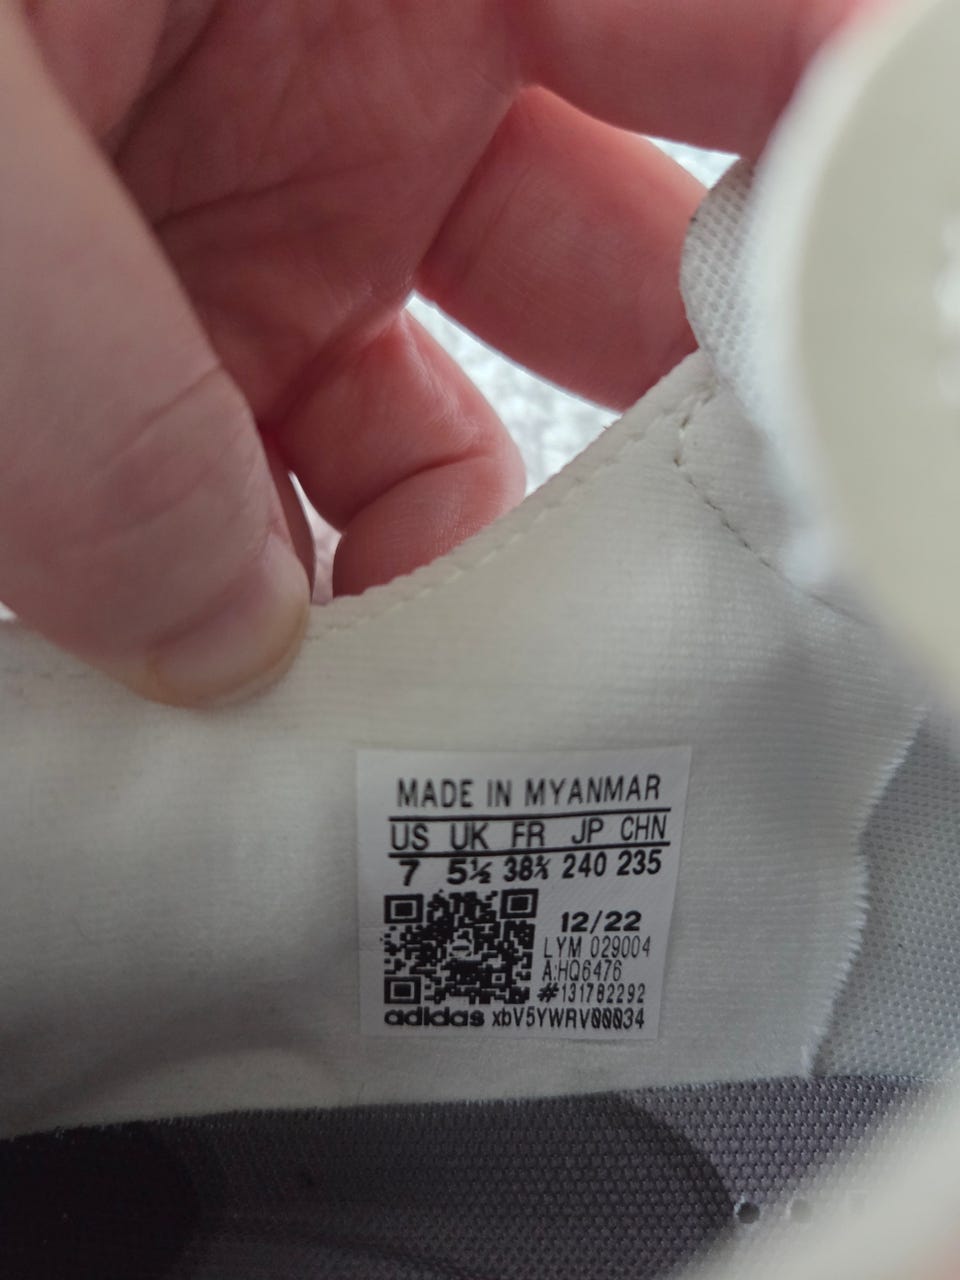 MADE IN MYANMAR
US UK FR JP CHN
7 5½ 38⅔ 240 235
12/22
LYM 029004
A:HQ6476
#131782292
adidas xbV5YWRV00034